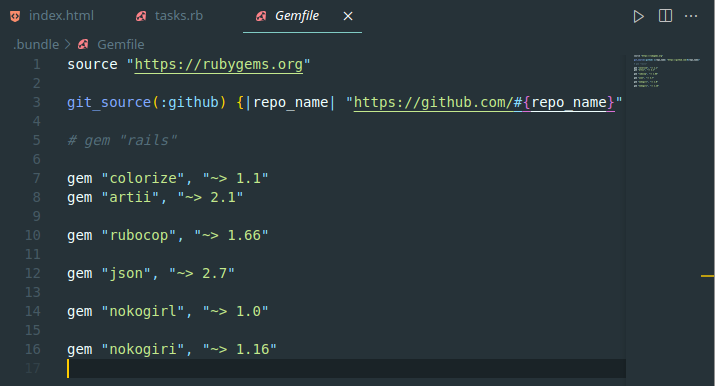 index.html tasks.rb Gemfile
.bundle > Gemfile
1 source "https://rubygems.org"
2
3 git_source(:github) {|repo_name| "https://github.com/#{repo_name}"
4
5 # gem "rails"
6
7 gem "colorize", "~> 1.1"
8 gem "artii", "~> 2.1"
9
10 gem "rubocop", "~> 1.66"
11
12 gem "json", "~> 2.7"
13
14 gem "nokogirl", "~> 1.0"
15
16 gem "nokogiri", "~> 1.16"
17